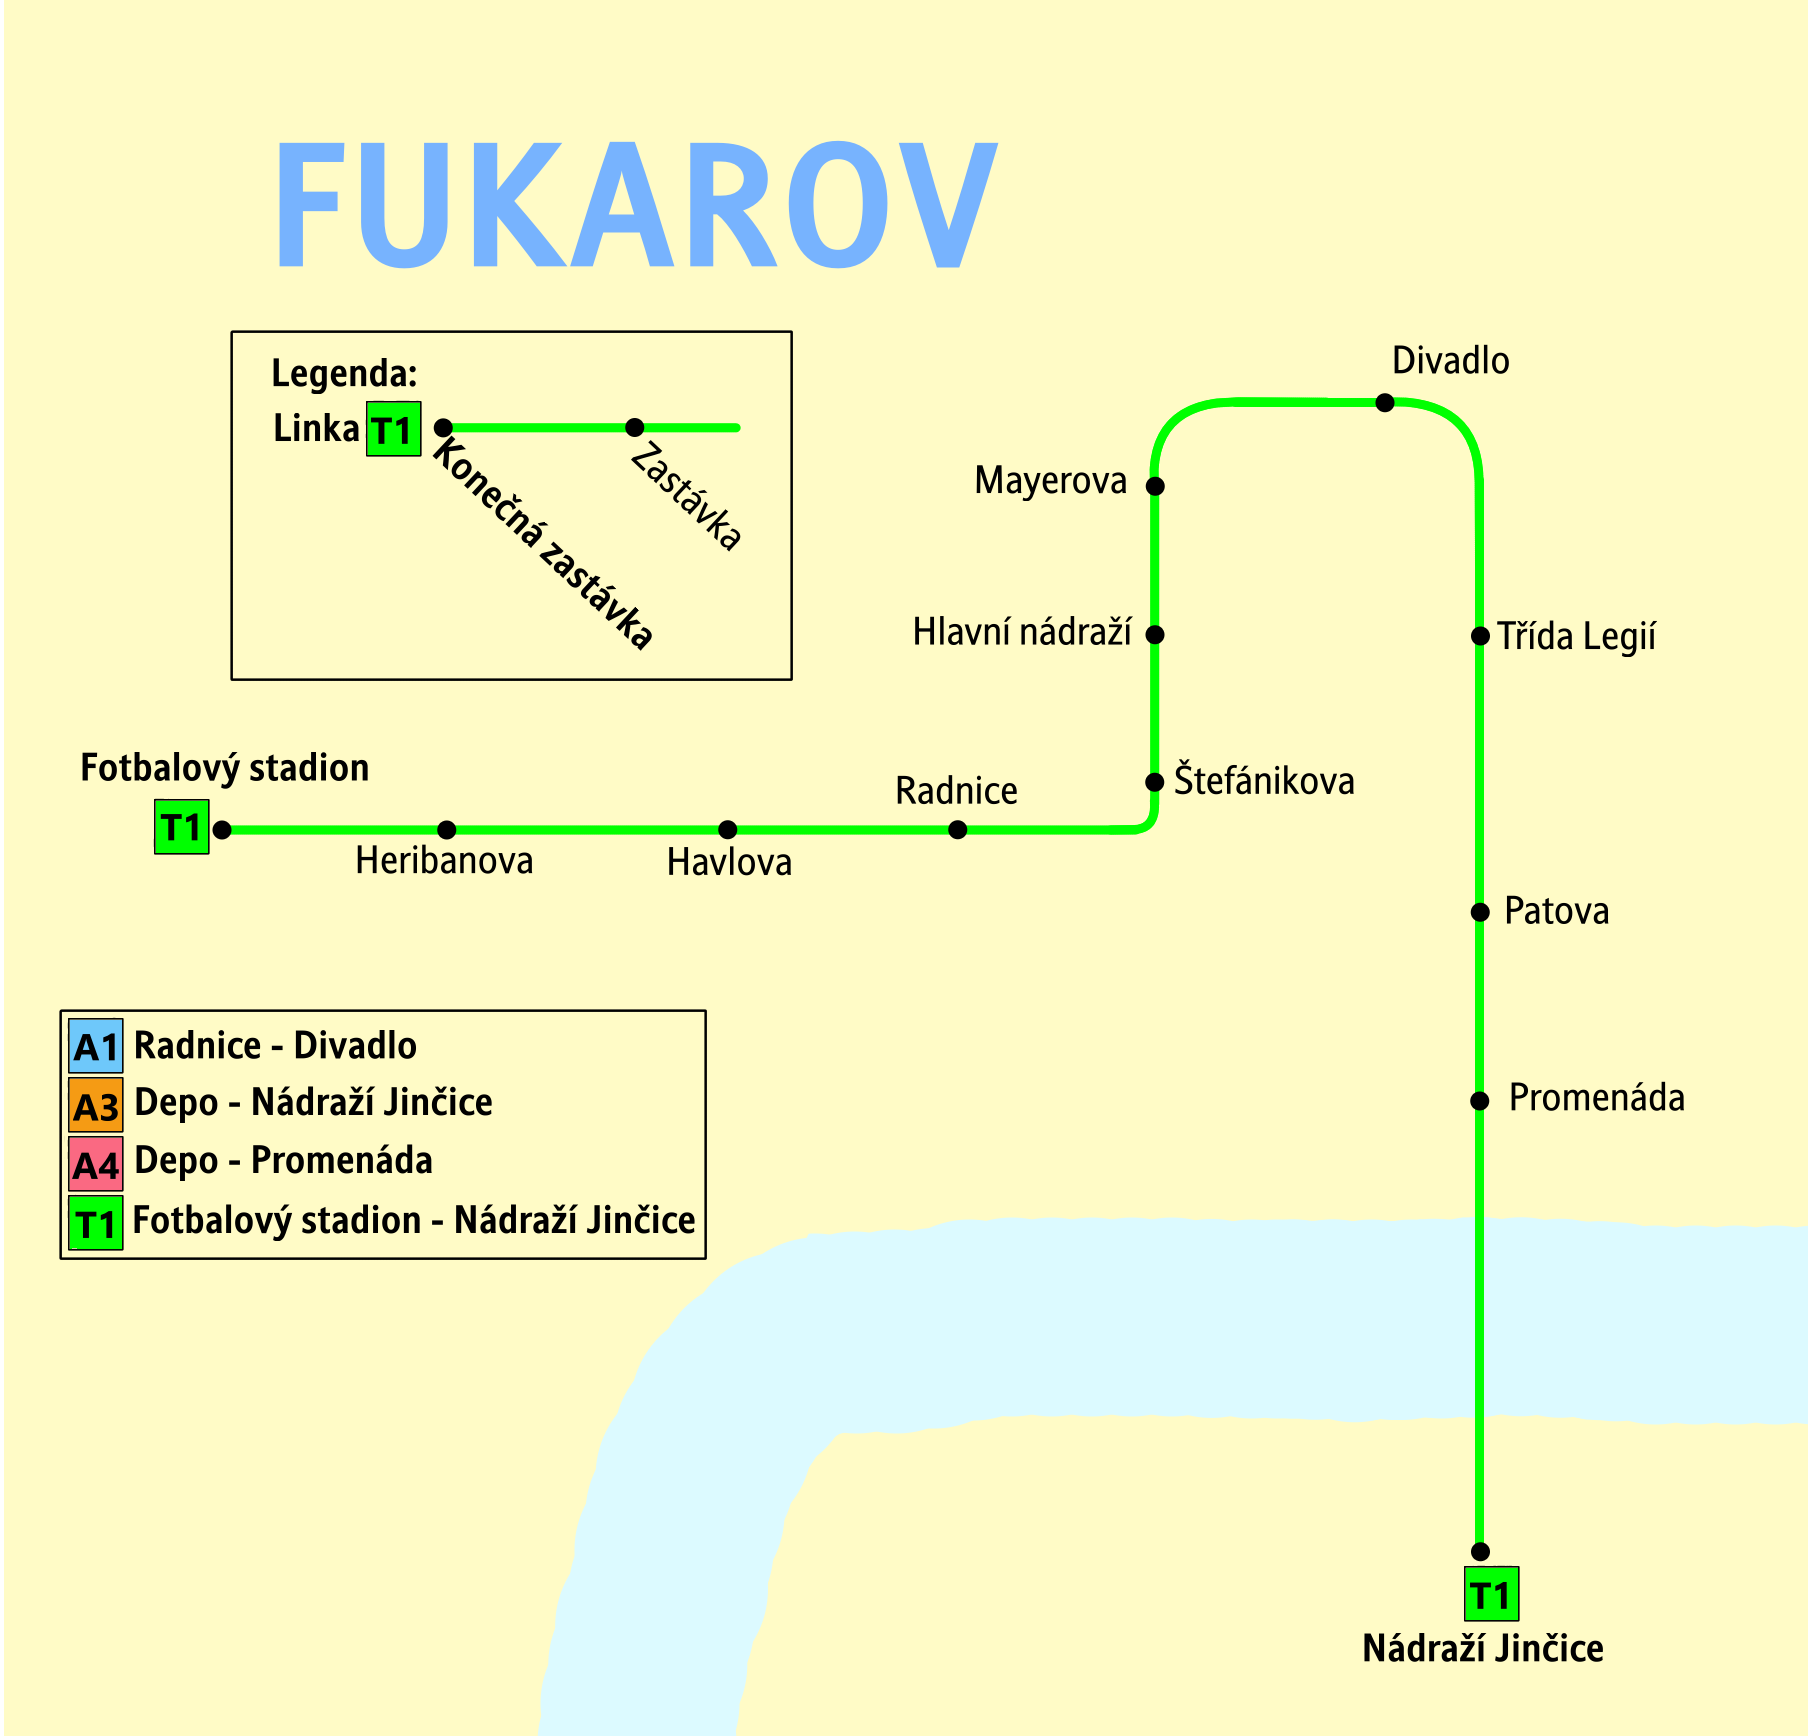 FUKAROV
Legenda:
Linka T1
Konečná zastávka
Zastávka
Divadlo
Mayerova
Hlavní nádraží
Třída Legií
Fotbalový stadion
T1
Radnice
Štefánikova
Heribanova
Havlova
Patova
A1 Radnice - Divadlo
A3 Depo - Nádraží Jinčice
A4 Depo - Promenáda
T1 Fotbalový stadion - Nádraží Jinčice
Promenáda
T1
Nádraží Jinčice